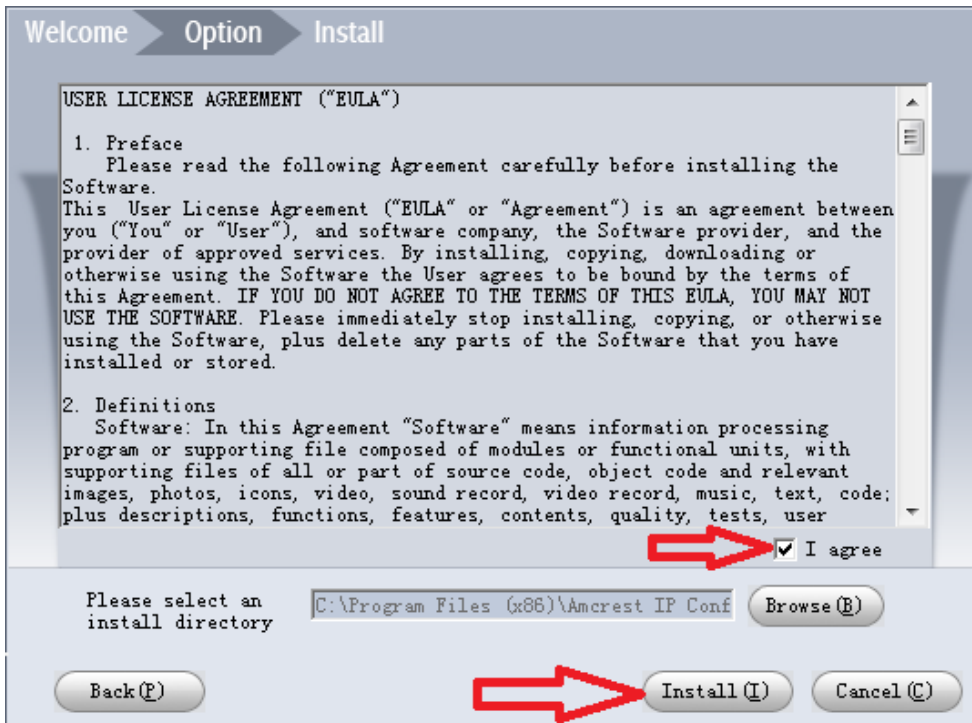 Welcome Option Install
USER LICENSE AGREEMENT ("EULA")
1. Preface
Please read the following Agreement carefully before installing the
Software.
This User License Agreement ("EULA" or "Agreement") is an agreement between
you ("You" or "User"), and software company, the Software provider, and the
provider of approved services. By installing, copying, downloading or
otherwise using the Software the User agrees to be bound by the terms of
this Agreement. IF YOU DO NOT AGREE TO THE TERMS OF THIS EULA, YOU MAY NOT
USE THE SOFTWARE. Please immediately stop installing, copying, or otherwise
using the Software, plus delete any parts of the Software that you have
installed or stored.
2. Definitions
Software: In this Agreement "Software" means information processing
program or supporting file composed of modules or functional units, with
supporting files of all or part of source code, object code and relevant
images, photos, icons, video, sound record, video record, music, text, code;
plus descriptions, functions, features, contents, quality, tests, user
I agree
Please select an
install directory
C:\Program Files (x86)\Amcrest IP Conf
Browse(B)
Back(P)
Install(I)
Cancel(C)